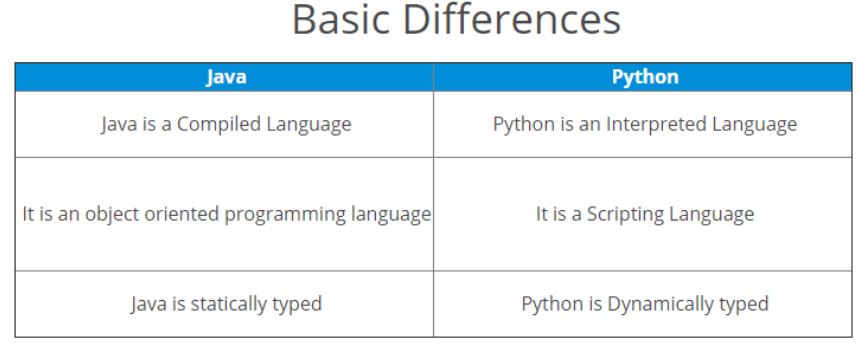 Basic Differences
Java Python
Java is a Compiled Language Python is an Interpreted Language
It is an object oriented programming language It is a Scripting Language
Java is statically typed Python is Dynamically typed